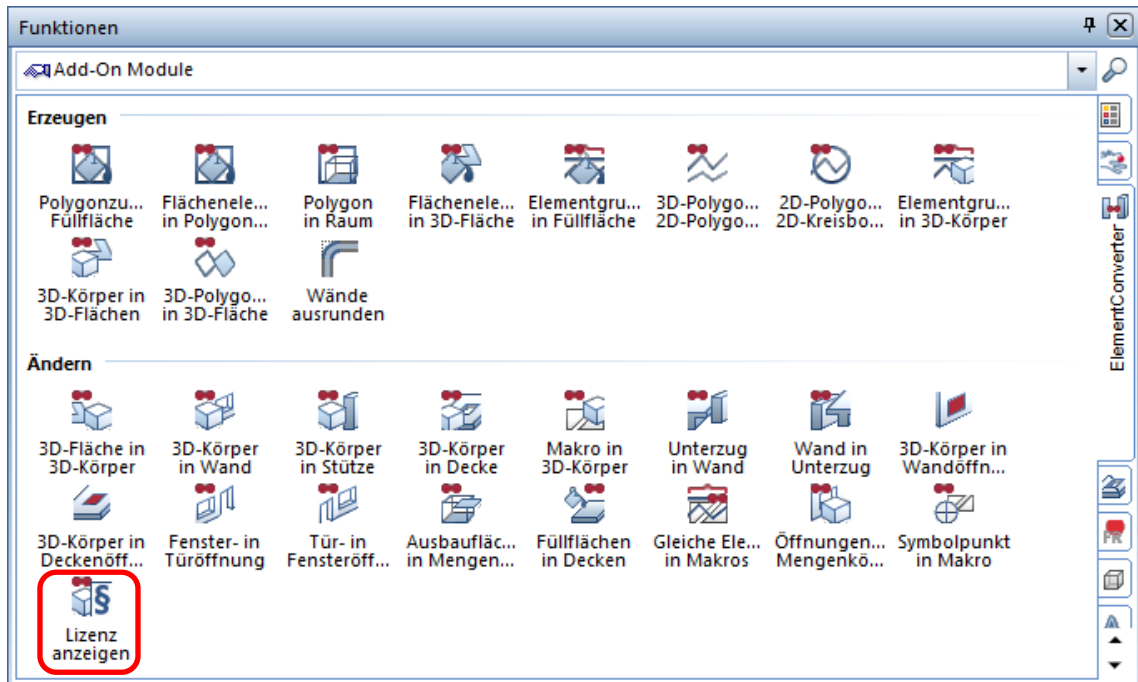 Funktionen
Add-On Module
Erzeugen
Polygonzu... Flächenele... Polygon Flächenele... Elementgru... 3D-Polygo... 2D-Polygo... Elementgru...
Füllfläche in Polygon... in Raum in 3D-Fläche in Füllfläche 2D-Polygo... 2D-Kreisbo... in 3D-Körper
3D-Körper in 3D-Polygo... Wände
3D-Flächen in 3D-Fläche ausrunden
Ändern
3D-Fläche in 3D-Körper 3D-Körper 3D-Körper Makro in Unterzug Wand in 3D-Körper in
3D-Körper in Wand in Stütze in Decke 3D-Körper in Wand Unterzug Wandöffn...
3D-Körper in Fenster- in Tür- in Ausbaufläc... Füllflächen Gleiche Ele... Öffnungen... Symbolpunkt
Deckenöff... Türöffnung Fensteröff... in Mengen... in Decken in Makros Mengenkö... in Makro
§
Lizenz
anzeigen
ElementConverter
FR